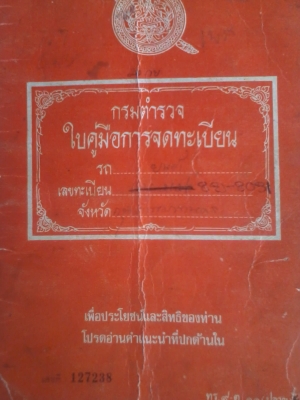 กรมตำรวจ
ใบคู่มือการจดทะเบียน
รถ
เลขทะเบียน
จังหวัด
เพื่อประโยชน์และสิทธิของท่าน
โปรดอ่านคำแนะนำที่ปกด้านใน
เลขที่ 127238